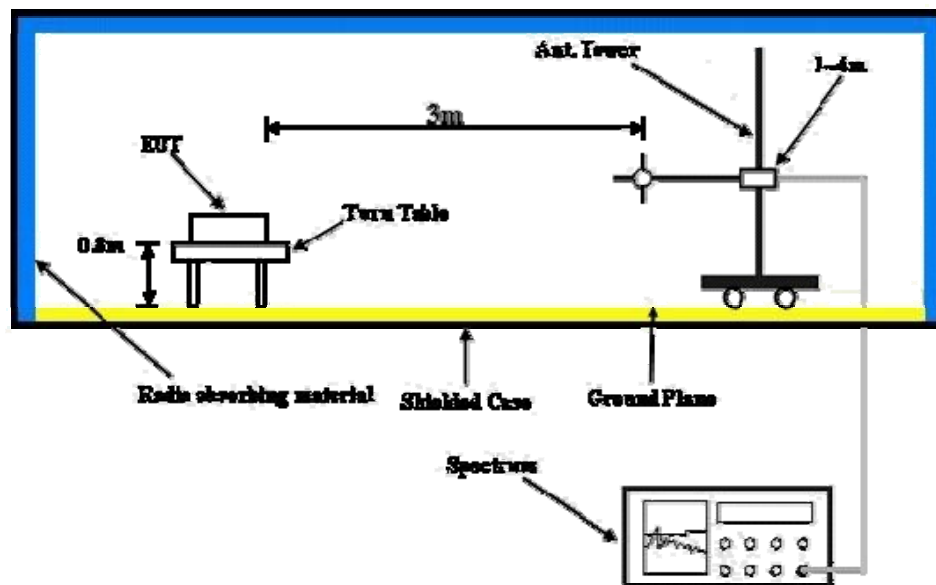 Ant. Tower
1-4m
3m
EUT
Turn Table
0.8m
Radio absorbing material
Shielded Case
Ground Plane
Spectrum